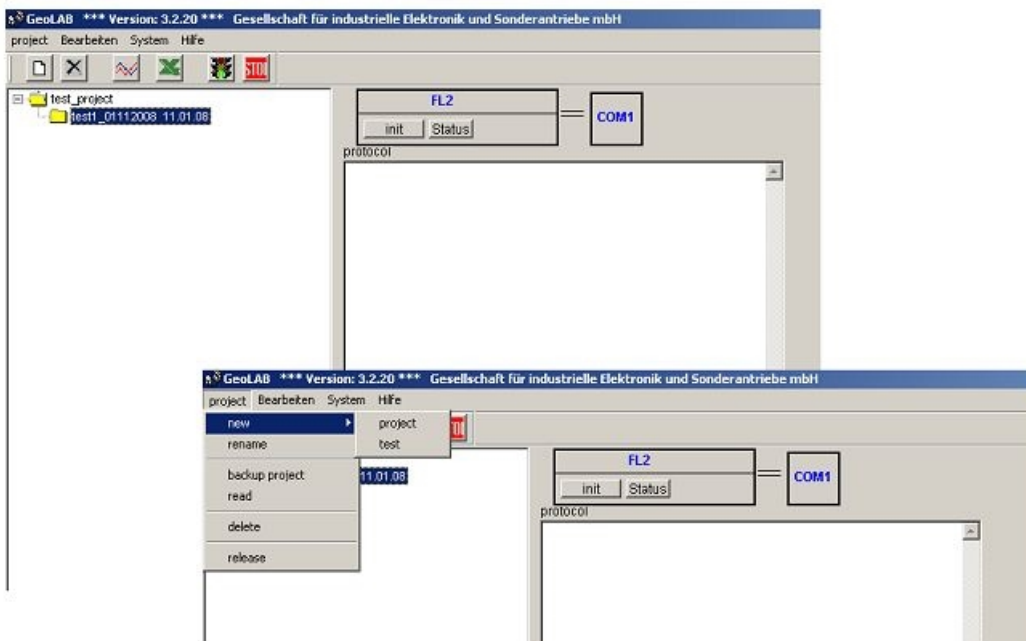 GeoLAB *** Version: 3.2.20 *** Gesellschaft für industrielle Elektronik und Sonderantriebe mbH
project Bearbeiten System Hilfe
STOP
test_project
test1_01112008 11.01.08
FL2
init Status
COM1
protocol
GeoLAB *** Version: 3.2.20 *** Gesellschaft für industrielle Elektronik und Sonderantriebe mbH
project Bearbeiten System Hilfe
new
project
rename
test
backup project
11.01.08
read
delete
release
FL2
init Status
COM1
protocol